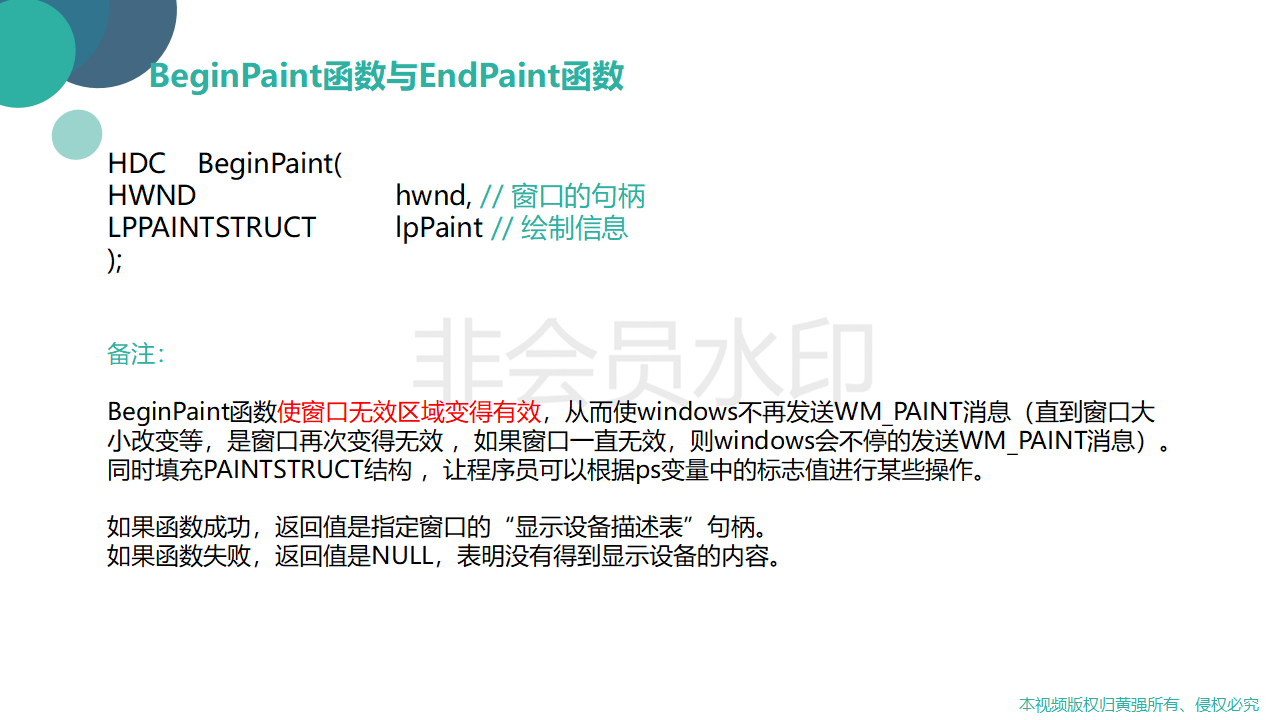 BeginPaint函数与EndPaint函数
HDC BeginPaint(
HWND hwnd, // 窗口的句柄
LPPAINTSTRUCT lpPaint // 绘制信息
);
非会员水印
备注：
BeginPaint函数使窗口无效区域变得有效，从而使windows不再发送WM_PAINT消息（直到窗口大
小改变等，是窗口再次变得无效 ，如果窗口一直无效，则windows会不停的发送WM_PAINT消息）。
同时填充PAINTSTRUCT结构 ，让程序员可以根据ps变量中的标志值进行某些操作。
如果函数成功，返回值是指定窗口的“显示设备描述表”句柄。
如果函数失败，返回值是NULL，表明没有得到显示设备的内容。
本视频版权归黄强所有、侵权必究